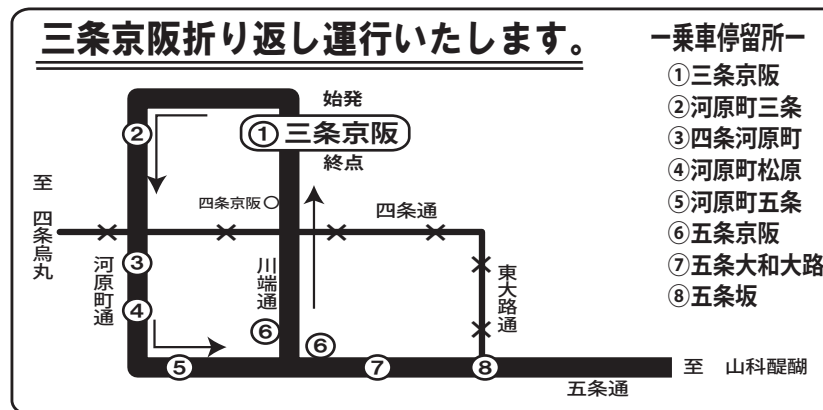 三条京阪折り返し運行いたします。
ー乗車停留所ー
①三条京阪
②河原町三条
③四条河原町
④河原町松原
⑤河原町五条
⑥五条京阪
⑦五条大和大路
⑧五条坂
始発
①三条京阪
終点
②
至 四条烏丸
四条京阪○
四条通
③
④
河原町通
川端通
東大路通
⑥
⑥
⑤
⑦
⑧
五条通
至 山科醍醐